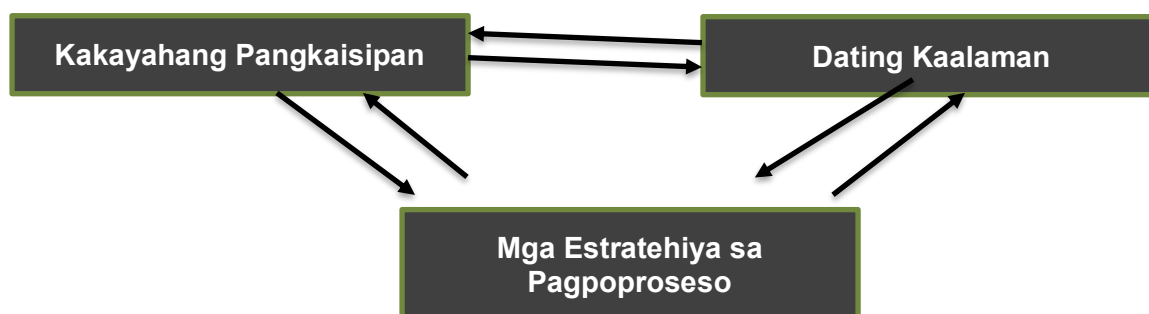 Kakayahang Pangkaisipan
Dating Kaalaman
Mga Estratehiya sa
Pagpoproseso